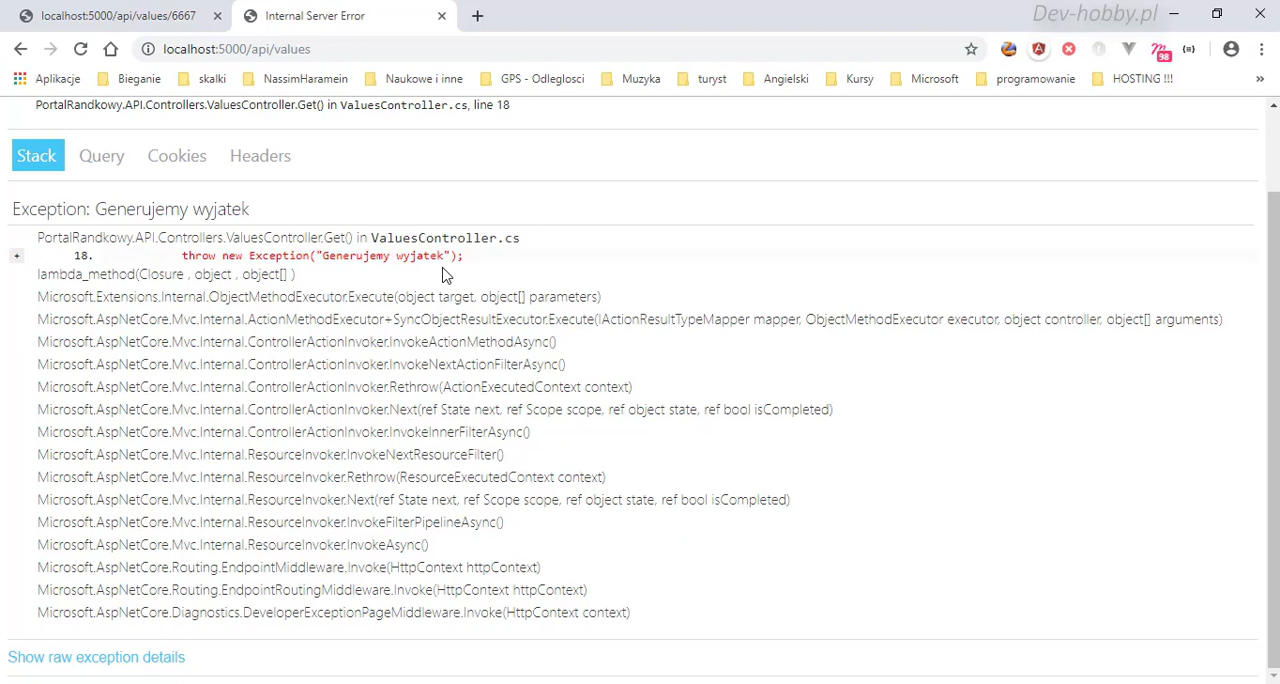 Dev-hobby.pl
localhost:5000/api/values/6667
Internal Server Error
localhost:5000/api/values
98
Aplikacje Bieganie skalki NassimHaramein Naukowe i inne GPS - Odleglosci Muzyka turyst Angielski Kursy Microsoft programowanie HOSTING !!! »
PortalRandkowy.API.Controllers.ValuesController.Get() in ValuesController.cs, line 18
Stack Query Cookies Headers
Exception: Generujemy wyjatek
PortalRandkowy.API.Controllers.ValuesController.Get() in ValuesController.cs
+ 18. throw new Exception("Generujemy wyjatek");
lambda_method(Closure , object , object[] )
Microsoft.Extensions.Internal.ObjectMethodExecutor.Execute(object target, object[] parameters)
Microsoft.AspNetCore.Mvc.Internal.ActionMethodExecutor+SyncObjectResultExecutor.Execute(IActionResultTypeMapper mapper, ObjectMethodExecutor executor, object controller, object[] arguments)
Microsoft.AspNetCore.Mvc.Internal.ControllerActionInvoker.InvokeActionMethodAsync()
Microsoft.AspNetCore.Mvc.Internal.ControllerActionInvoker.InvokeNextActionFilterAsync()
Microsoft.AspNetCore.Mvc.Internal.ControllerActionInvoker.Rethrow(ActionExecutedContext context)
Microsoft.AspNetCore.Mvc.Internal.ControllerActionInvoker.Next(ref State next, ref Scope scope, ref object state, ref bool isCompleted)
Microsoft.AspNetCore.Mvc.Internal.ControllerActionInvoker.InvokeInnerFilterAsync()
Microsoft.AspNetCore.Mvc.Internal.ResourceInvoker.InvokeNextResourceFilter()
Microsoft.AspNetCore.Mvc.Internal.ResourceInvoker.Rethrow(ResourceExecutedContext context)
Microsoft.AspNetCore.Mvc.Internal.ResourceInvoker.Next(ref State next, ref Scope scope, ref object state, ref bool isCompleted)
Microsoft.AspNetCore.Mvc.Internal.ResourceInvoker.InvokeFilterPipelineAsync()
Microsoft.AspNetCore.Mvc.Internal.ResourceInvoker.InvokeAsync()
Microsoft.AspNetCore.Routing.EndpointMiddleware.Invoke(HttpContext httpContext)
Microsoft.AspNetCore.Routing.EndpointRoutingMiddleware.Invoke(HttpContext httpContext)
Microsoft.AspNetCore.Diagnostics.DeveloperExceptionPageMiddleware.Invoke(HttpContext context)
Show raw exception details